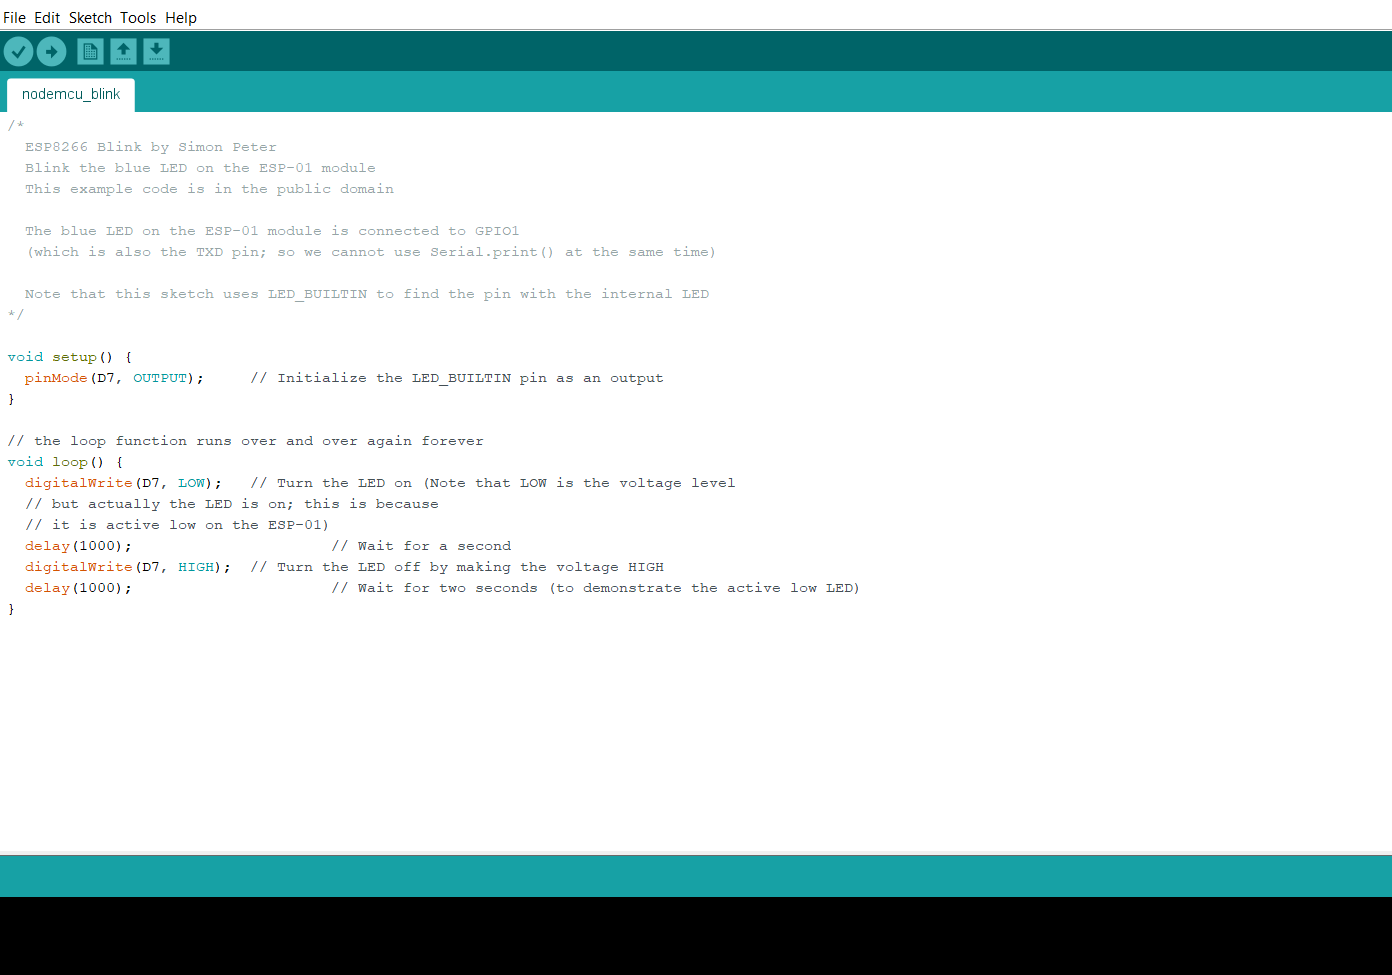 File Edit Sketch Tools Help
nodemcu_blink
/*
  ESP8266 Blink by Simon Peter
  Blink the blue LED on the ESP-01 module
  This example code is in the public domain

  The blue LED on the ESP-01 module is connected to GPIO1
  (which is also the TXD pin; so we cannot use Serial.print() at the same time)

  Note that this sketch uses LED_BUILTIN to find the pin with the internal LED
*/

void setup() {
  pinMode(D7, OUTPUT);     // Initialize the LED_BUILTIN pin as an output
}

// the loop function runs over and over again forever
void loop() {
  digitalWrite(D7, LOW);   // Turn the LED on (Note that LOW is the voltage level
  // but actually the LED is on; this is because
  // it is active low on the ESP-01)
  delay(1000);                      // Wait for a second
  digitalWrite(D7, HIGH);  // Turn the LED off by making the voltage HIGH
  delay(1000);                      // Wait for two seconds (to demonstrate the active low LED)
}